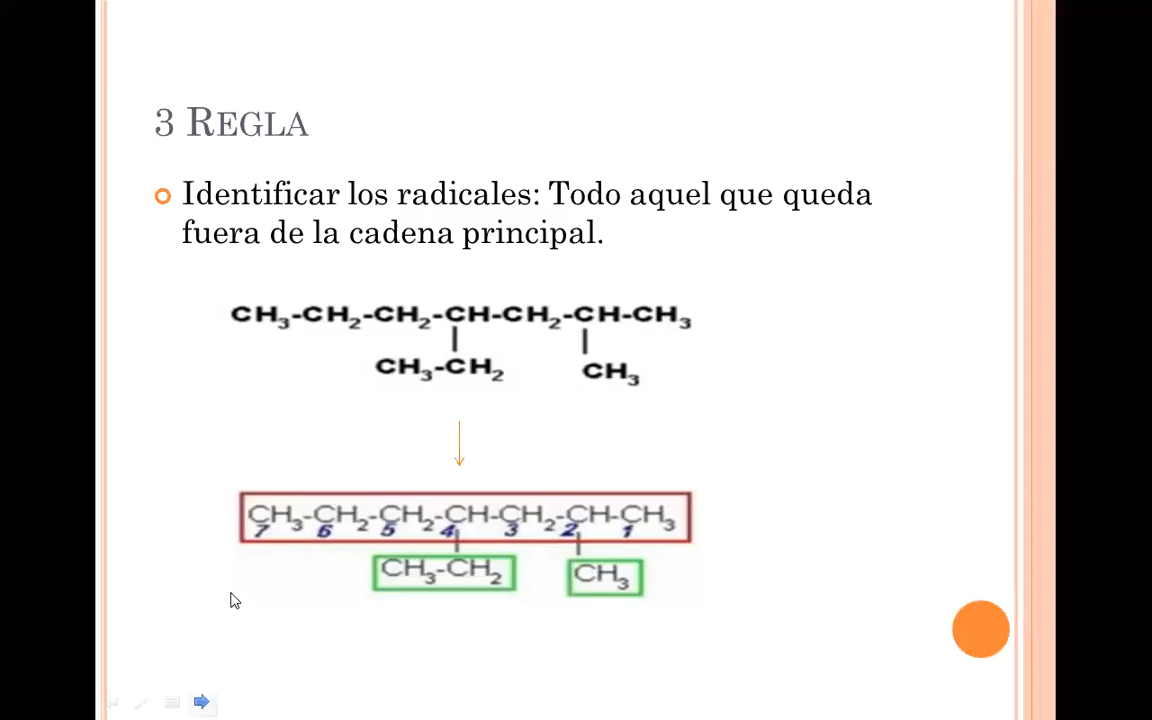 3 REGLA
Identificar los radicales: Todo aquel que queda
fuera de la cadena principal.
CH₃-CH₂-CH₂-CH-CH₂-CH-CH₃
| |
CH₃-CH₂ CH₃
CH₃-CH₂-CH₂-CH-CH₂-CH-CH₃
7 6 5 4 3 2 1
CH₃-CH₂ CH₃